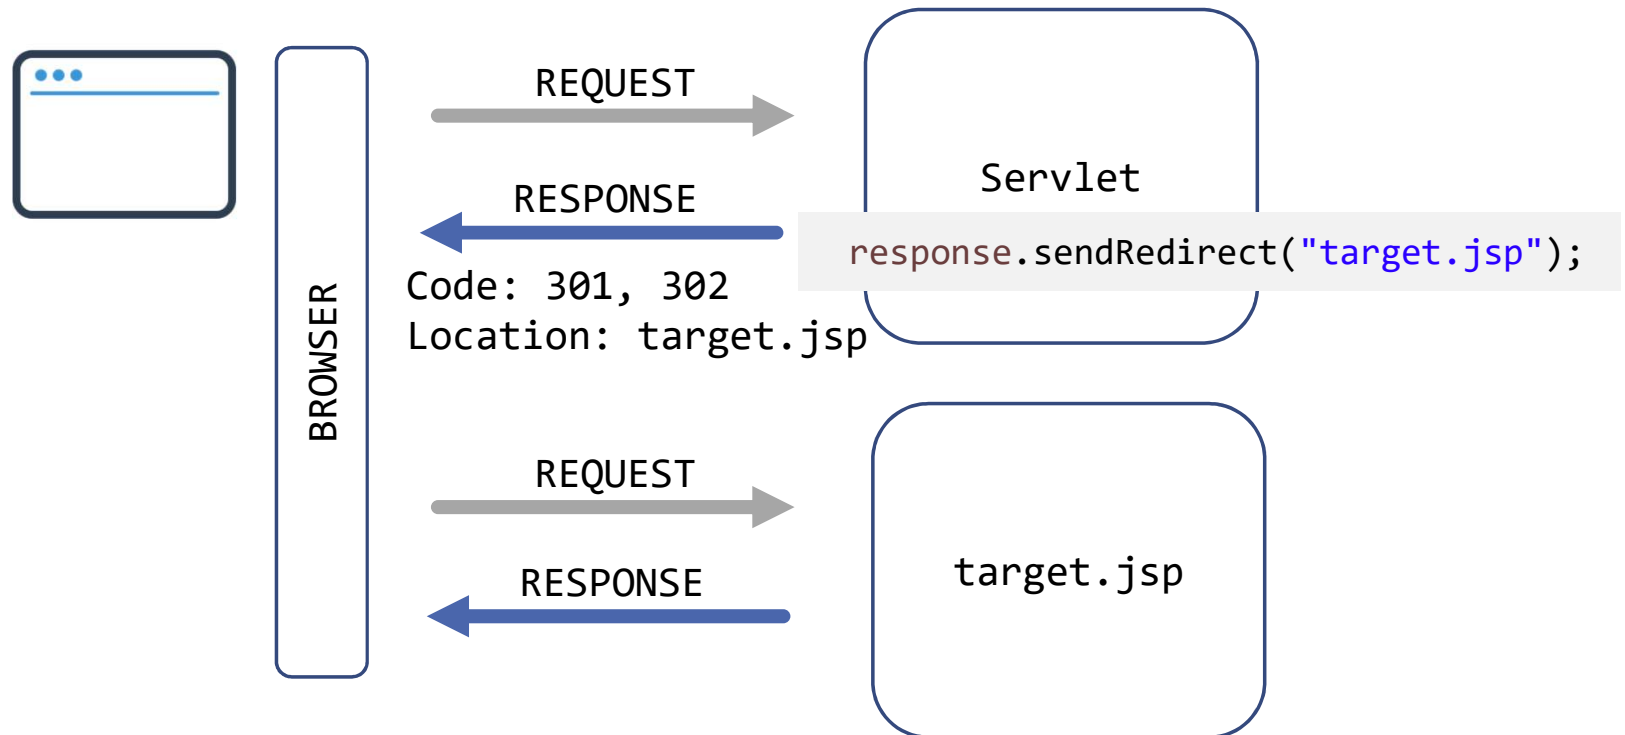 REQUEST
Servlet
RESPONSE
response.sendRedirect("target.jsp");
Code: 301, 302
Location: target.jsp
BROWSER
REQUEST
target.jsp
RESPONSE